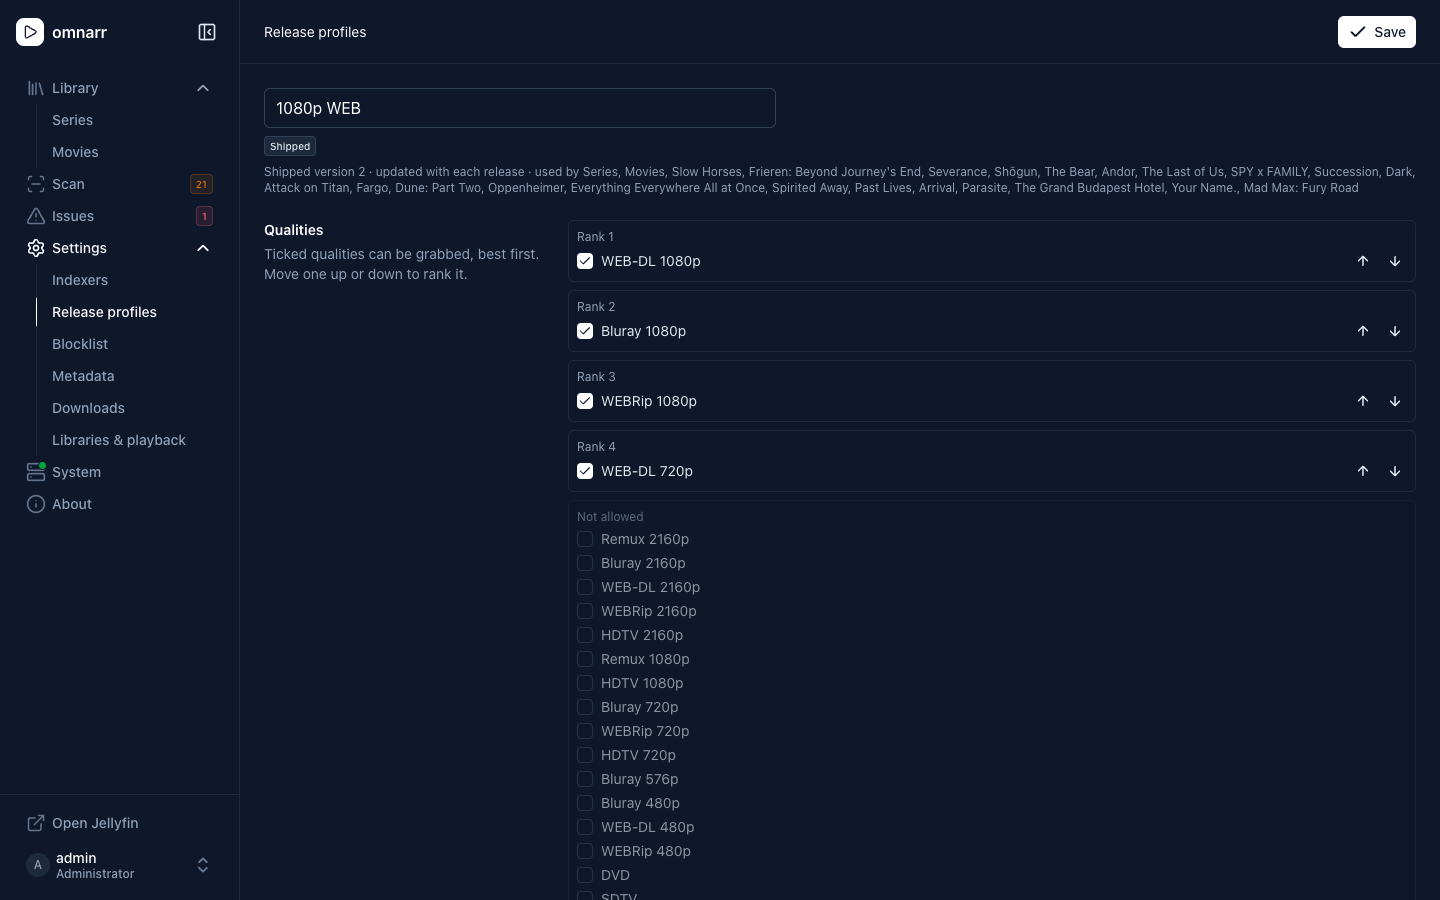 omnarr
Release profiles
Save
Library
Series
Movies
Scan
21
Issues
1
Settings
Indexers
Release profiles
Blocklist
Metadata
Downloads
Libraries & playback
System
About
Open Jellyfin
A
admin
Administrator
1080p WEB
Shipped
Shipped version 2 · updated with each release · used by Series, Movies, Slow Horses, Frieren: Beyond Journey's End, Severance, Shōgun, The Bear, Andor, The Last of Us, SPY x FAMILY, Succession, Dark,
Attack on Titan, Fargo, Dune: Part Two, Oppenheimer, Everything Everywhere All at Once, Spirited Away, Past Lives, Arrival, Parasite, The Grand Budapest Hotel, Your Name., Mad Max: Fury Road
Qualities
Ticked qualities can be grabbed, best first.
Move one up or down to rank it.
Rank 1
WEB-DL 1080p
Rank 2
Bluray 1080p
Rank 3
WEBRip 1080p
Rank 4
WEB-DL 720p
Not allowed
Remux 2160p
Bluray 2160p
WEB-DL 2160p
WEBRip 2160p
HDTV 2160p
Remux 1080p
HDTV 1080p
Bluray 720p
WEBRip 720p
HDTV 720p
Bluray 576p
Bluray 480p
WEB-DL 480p
WEBRip 480p
DVD
SDTV